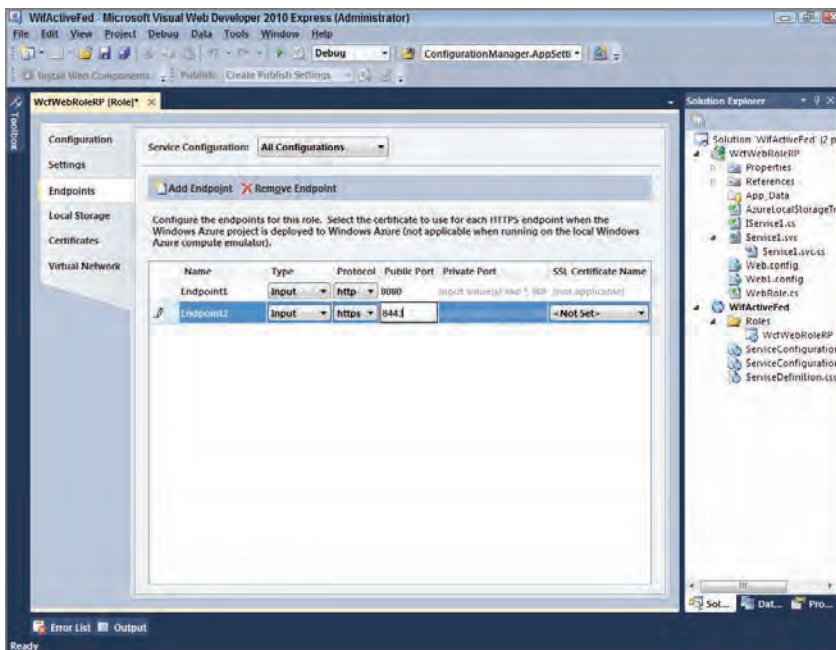 WifActiveFed - Microsoft Visual Web Developer 2010 Express (Administrator)
File Edit View Project Debug Data Tools Window Help
Debug ConfigurationManager.AppSetti
Install Web Components Publish: Create Publish Settings
Toolbox
WcfWebRoleRP [Role]*
Configuration
Settings
Endpoints
Local Storage
Certificates
Virtual Network
Service Configuration: All Configurations
Add Endpoint Remove Endpoint
Configure the endpoints for this role. Select the certificate to use for each HTTPS endpoint when the
Windows Azure project is deployed to Windows Azure (not applicable when running on the local Windows
Azure compute emulator).
Name Type Protocol Public Port Private Port SSL Certificate Name
Endpoint1 Input http 8080 (not applicable)
Endpoint2 Input https 844 <Not Set>
Solution Explorer
Solution 'WifActiveFed' (2 p
WcfWebRoleRP
Properties
References
App_Data
AzureLocalStorageTr
IService1.cs
Service1.svc
Service1.svc.cs
Web.config
Web1.config
WebRole.cs
WifActiveFed
Roles
WcfWebRoleRP
ServiceConfiguration
ServiceConfiguration
ServiceDefinition.csc
Sol... Dat... Pro...
Error List Output
Ready